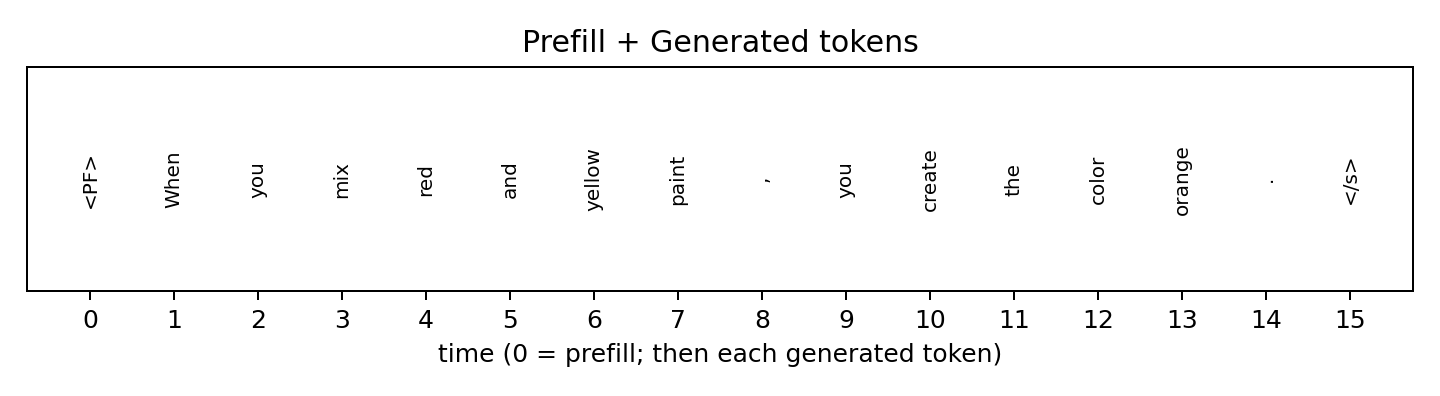 Prefill + Generated tokens
<PF> When you mix red and yellow paint , you create the color orange . </s>
0 1 2 3 4 5 6 7 8 9 10 11 12 13 14 15
time (0 = prefill; then each generated token)